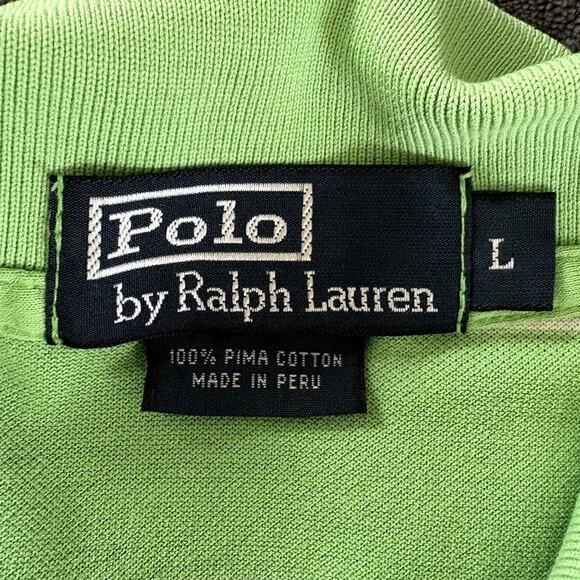 Polo
by Ralph Lauren
L
100% PIMA COTTON
MADE IN PERU